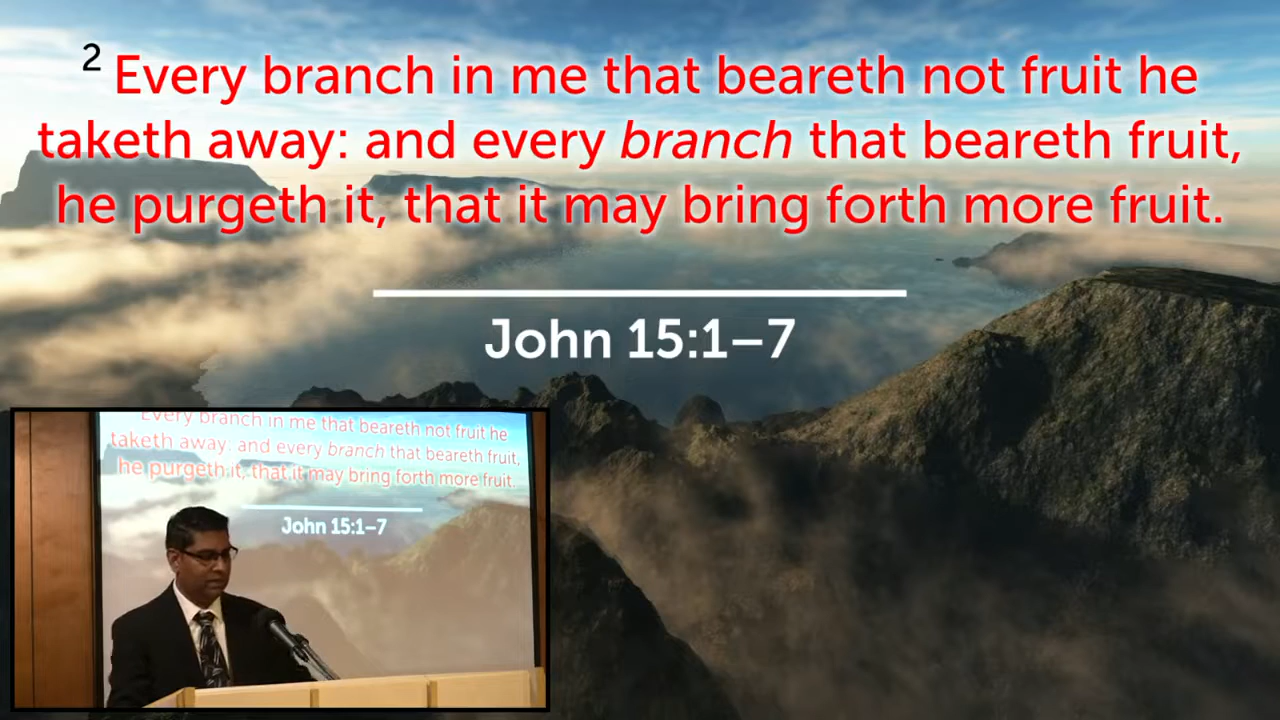 2 Every branch in me that beareth not fruit he
taketh away: and every branch that beareth fruit,
he purgeth it, that it may bring forth more fruit.
John 15:1–7
Every branch in me that beareth not fruit he
taketh away: and every branch that beareth fruit,
he purgeth it, that it may bring forth more fruit.
John 15:1–7